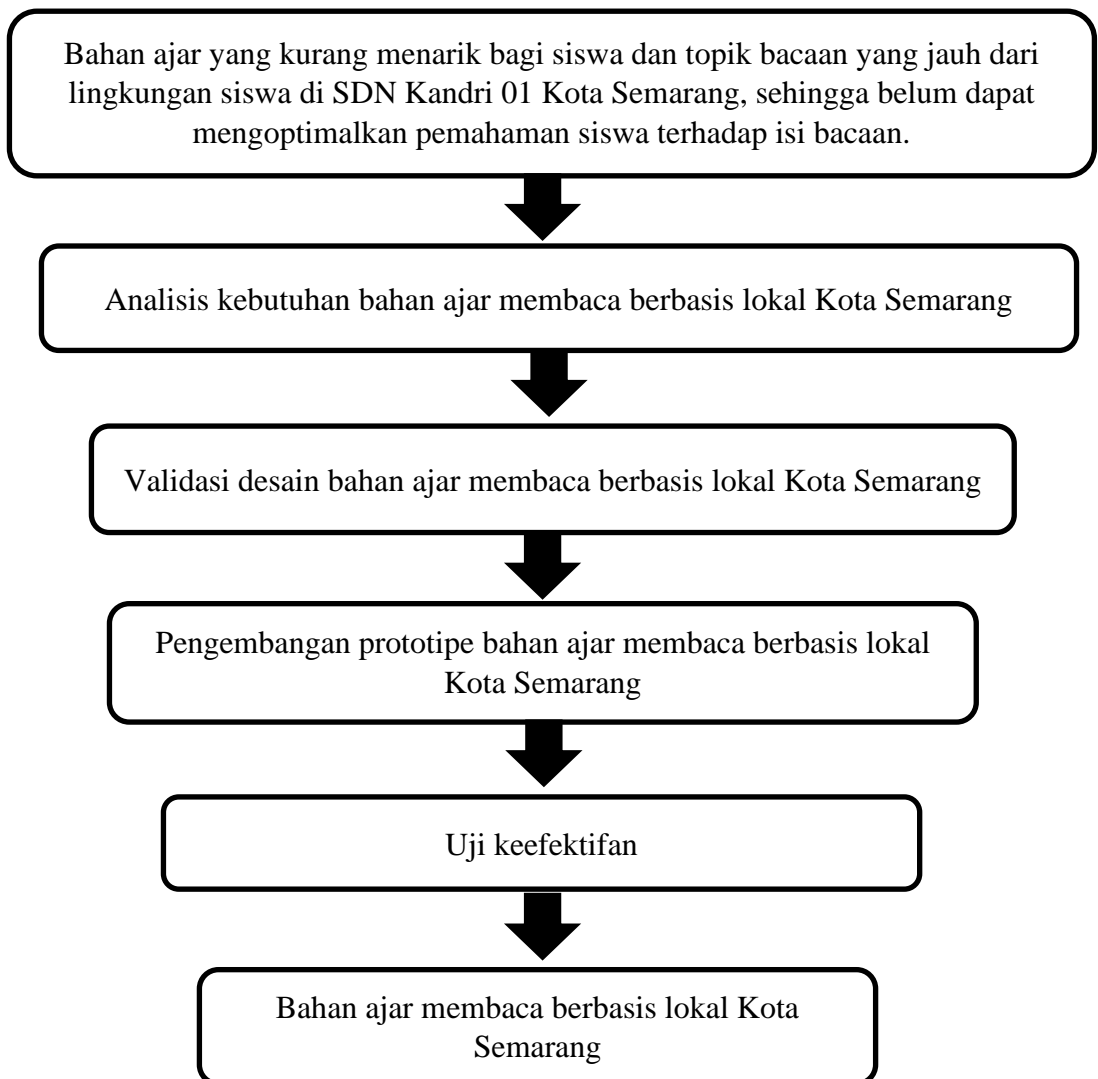 Bahan ajar yang kurang menarik bagi siswa dan topik bacaan yang jauh dari
lingkungan siswa di SDN Kandri 01 Kota Semarang, sehingga belum dapat
mengoptimalkan pemahaman siswa terhadap isi bacaan.
Analisis kebutuhan bahan ajar membaca berbasis lokal Kota Semarang
Validasi desain bahan ajar membaca berbasis lokal Kota Semarang
Pengembangan prototipe bahan ajar membaca berbasis lokal
Kota Semarang
Uji keefektifan
Bahan ajar membaca berbasis lokal Kota
Semarang